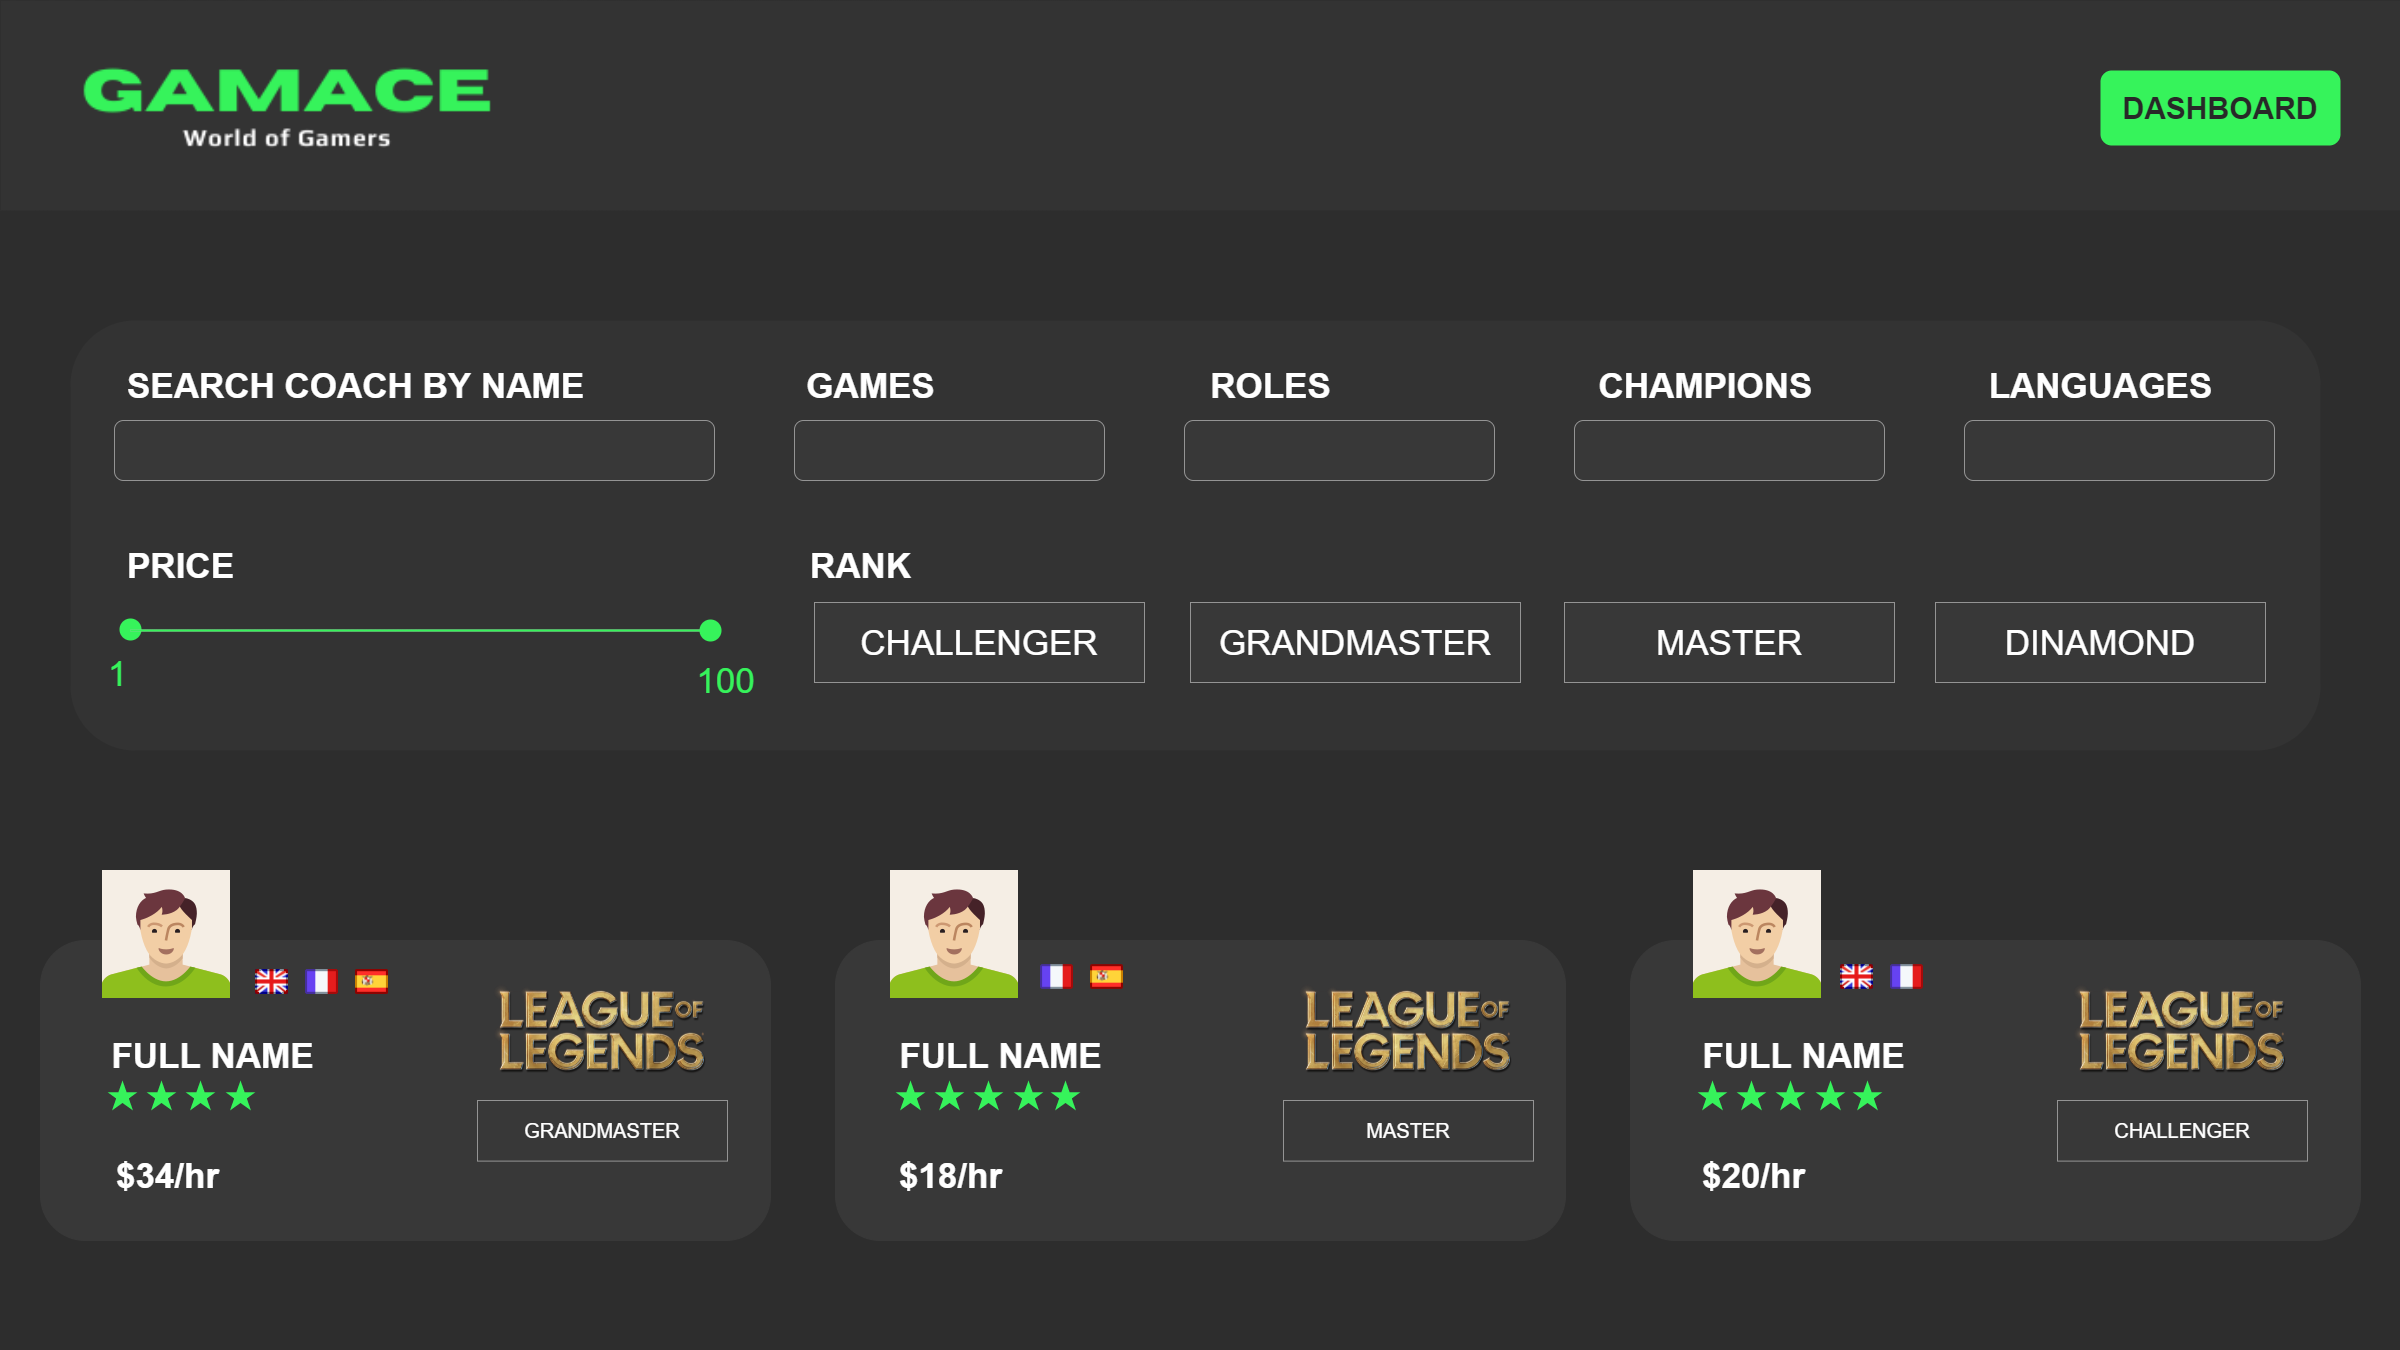 GAMACE
World of Gamers
DASHBOARD
SEARCH COACH BY NAME
GAMES
ROLES
CHAMPIONS
LANGUAGES
PRICE
1
100
RANK
CHALLENGER
GRANDMASTER
MASTER
DINAMOND
FULL NAME
$34/hr
LEAGUE OF
LEGENDS
GRANDMASTER
FULL NAME
$18/hr
LEAGUE OF
LEGENDS
MASTER
FULL NAME
$20/hr
LEAGUE OF
LEGENDS
CHALLENGER